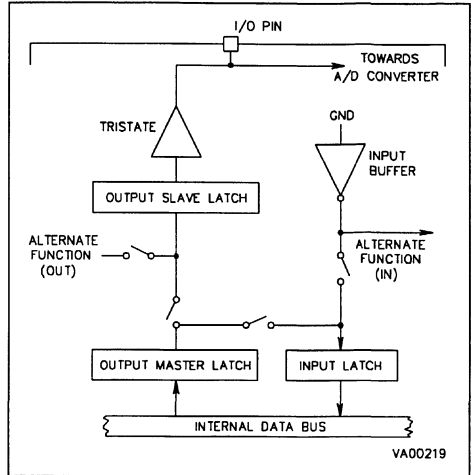 I/O PIN
TOWARDS
A/D CONVERTER
TRISTATE
GND
INPUT
BUFFER
OUTPUT SLAVE LATCH
ALTERNATE
FUNCTION
(OUT)
ALTERNATE
FUNCTION
(IN)
OUTPUT MASTER LATCH
INPUT LATCH
INTERNAL DATA BUS
VA00219